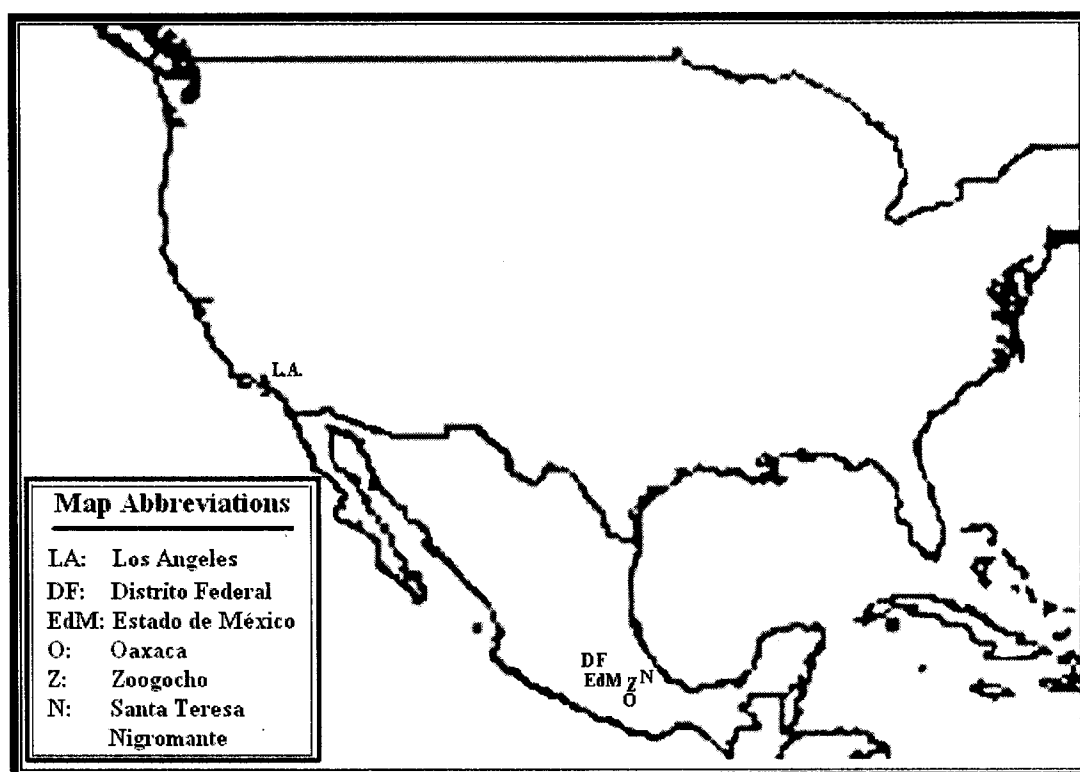 L.A.
DF
EdM Z N
O
Map Abbreviations
LA: Los Angeles
DF: Distrito Federal
EdM: Estado de México
O: Oaxaca
Z: Zoogocho
N: Santa Teresa
Nigromante